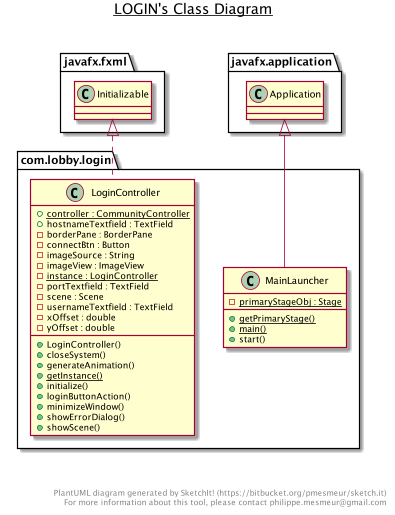 LOGIN's Class Diagram
javafx.fxml
C Initializable
javafx.application
C Application
com.lobby.login
C LoginController
controller : CommunityController
hostnameTextfield : TextField
borderPane : BorderPane
connectBtn : Button
imageSource : String
imageView : ImageView
instance : LoginController
portTextfield : TextField
scene : Scene
usernameTextfield : TextField
xOffset : double
yOffset : double
LoginController()
closeSystem()
generateAnimation()
getInstance()
initialize()
loginButtonAction()
minimizeWindow()
showErrorDialog()
showScene()
C MainLauncher
primaryStageObj : Stage
getPrimaryStage()
main()
start()
PlantUML diagram generated by SketchIt! (https://bitbucket.org/pmesmeur/sketch.it)
For more information about this tool, please contact philippe.mesmeur@gmail.com